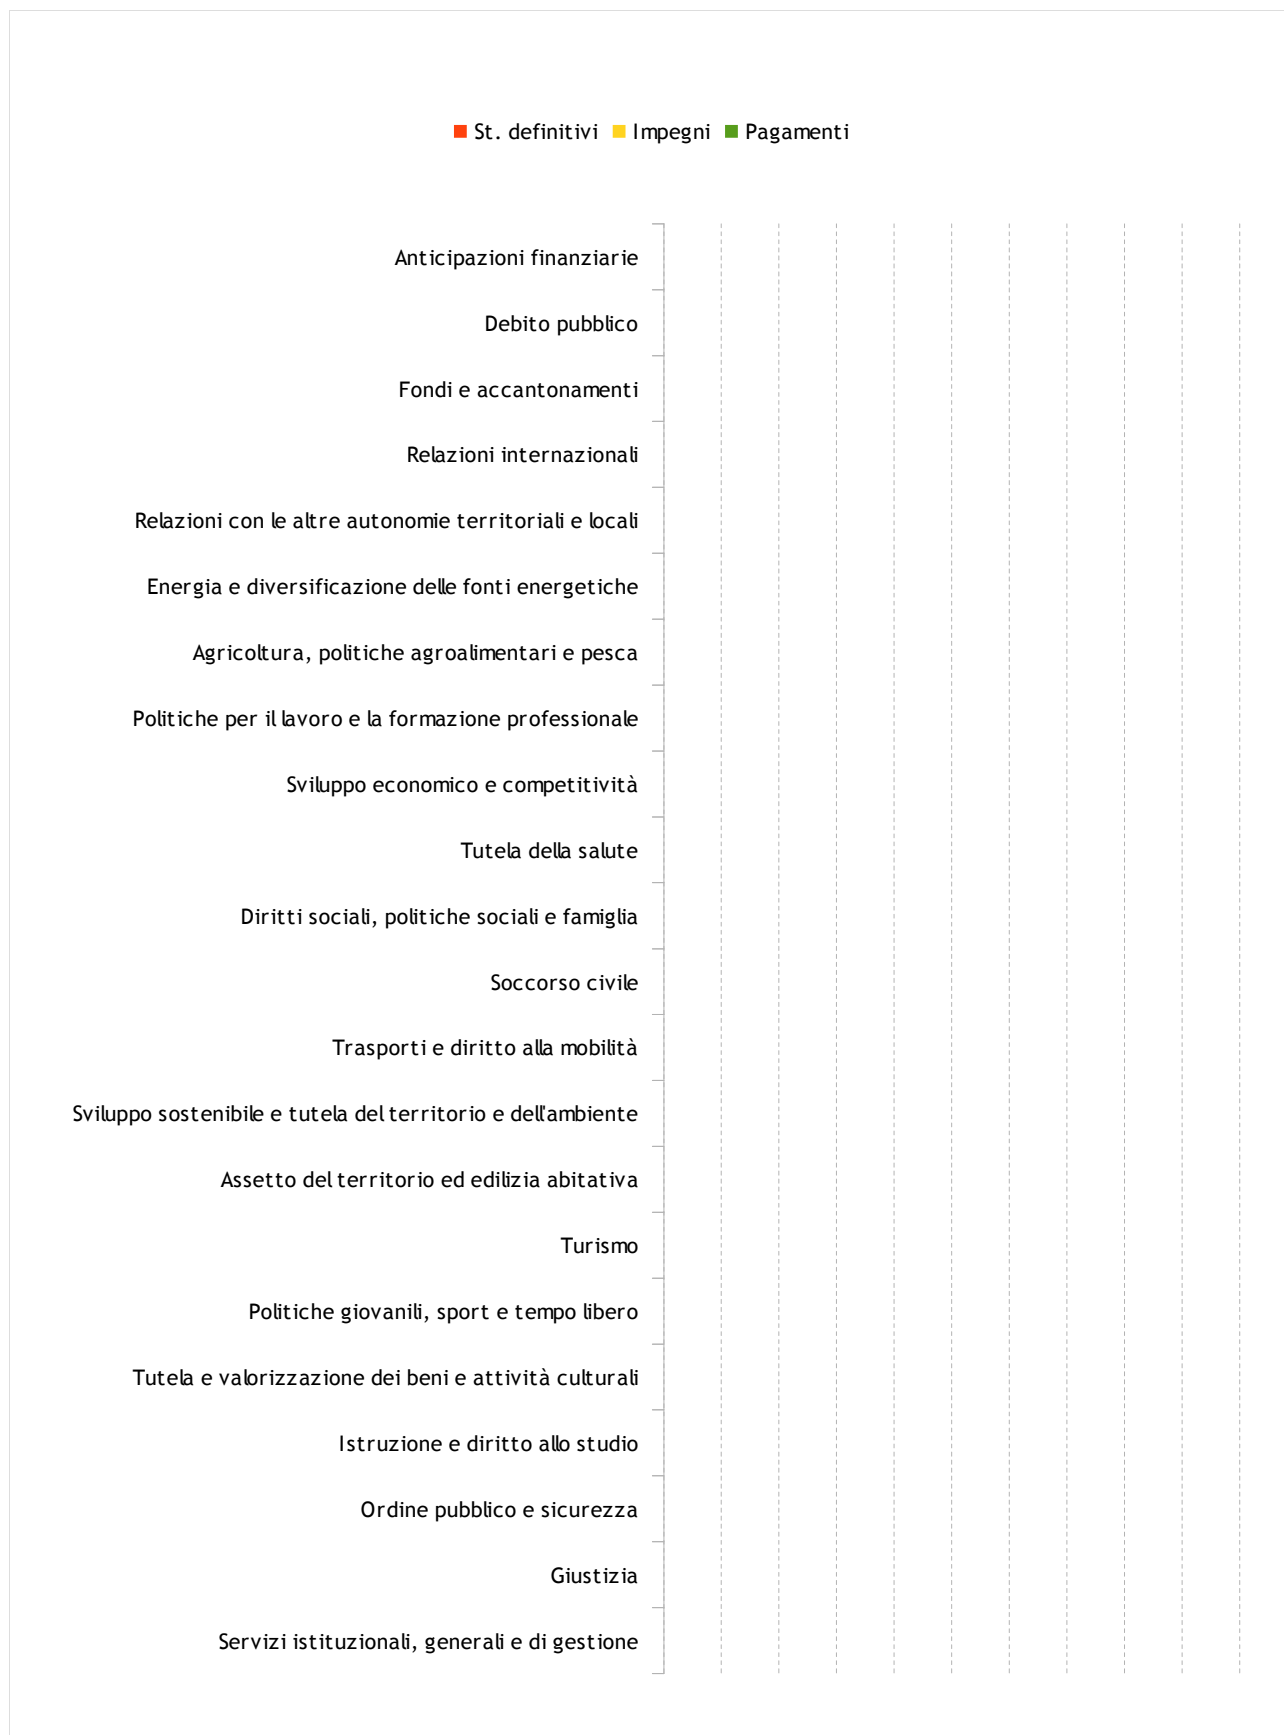 St. definitivi Impegni Pagamenti
Anticipazioni finanziarie
Debito pubblico
Fondi e accantonamenti
Relazioni internazionali
Relazioni con le altre autonomie territoriali e locali
Energia e diversificazione delle fonti energetiche
Agricoltura, politiche agroalimentari e pesca
Politiche per il lavoro e la formazione professionale
Sviluppo economico e competitività
Tutela della salute
Diritti sociali, politiche sociali e famiglia
Soccorso civile
Trasporti e diritto alla mobilità
Sviluppo sostenibile e tutela del territorio e dell'ambiente
Assetto del territorio ed edilizia abitativa
Turismo
Politiche giovanili, sport e tempo libero
Tutela e valorizzazione dei beni e attività culturali
Istruzione e diritto allo studio
Ordine pubblico e sicurezza
Giustizia
Servizi istituzionali, generali e di gestione